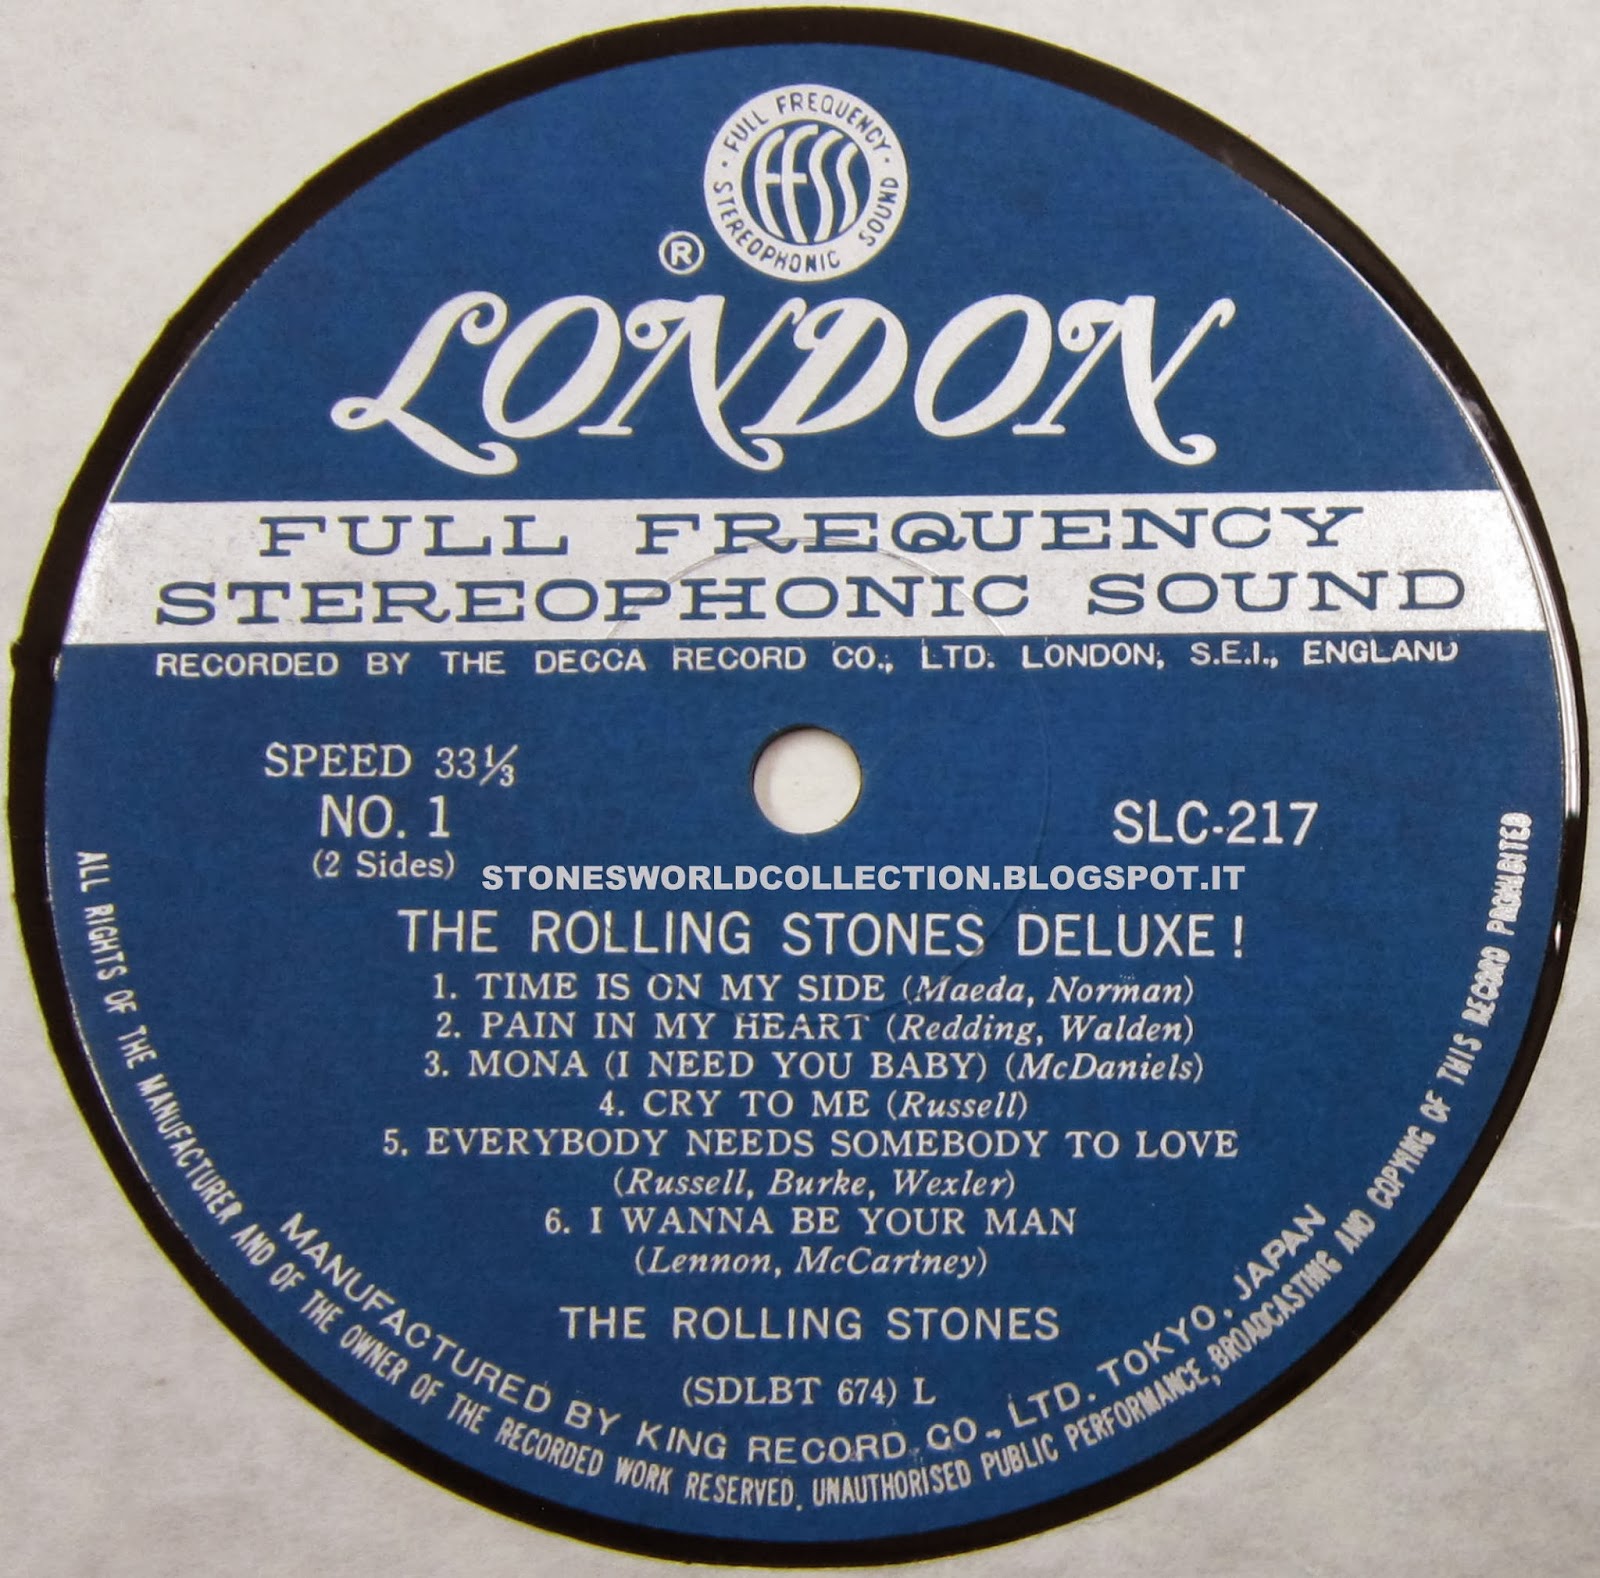 FULL FREQUENCY
STEREOPHONIC SOUND
FFSS
®
LONDON
FULL FREQUENCY
STEREOPHONIC SOUND
RECORDED BY THE DECCA RECORD CO., LTD. LONDON, S.E.I., ENGLAND
SPEED 33⅓
NO. 1
(2 Sides)
SLC-217
STONESWORLDCOLLECTION.BLOGSPOT.IT
THE ROLLING STONES DELUXE!
1. TIME IS ON MY SIDE (Maeda, Norman)
2. PAIN IN MY HEART (Redding, Walden)
3. MONA (I NEED YOU BABY) (McDaniels)
4. CRY TO ME (Russell)
5. EVERYBODY NEEDS SOMEBODY TO LOVE
(Russell, Burke, Wexler)
6. I WANNA BE YOUR MAN
(Lennon, McCartney)
THE ROLLING STONES
(SDLBT 674) L
MANUFACTURED BY KING RECORD CO., LTD. TOKYO, JAPAN
ALL RIGHTS OF THE MANUFACTURER AND OF THE OWNER OF THE RECORDED WORK RESERVED. UNAUTHORISED PUBLIC PERFORMANCE, BROADCASTING AND COPYING OF THIS RECORD PROHIBITED